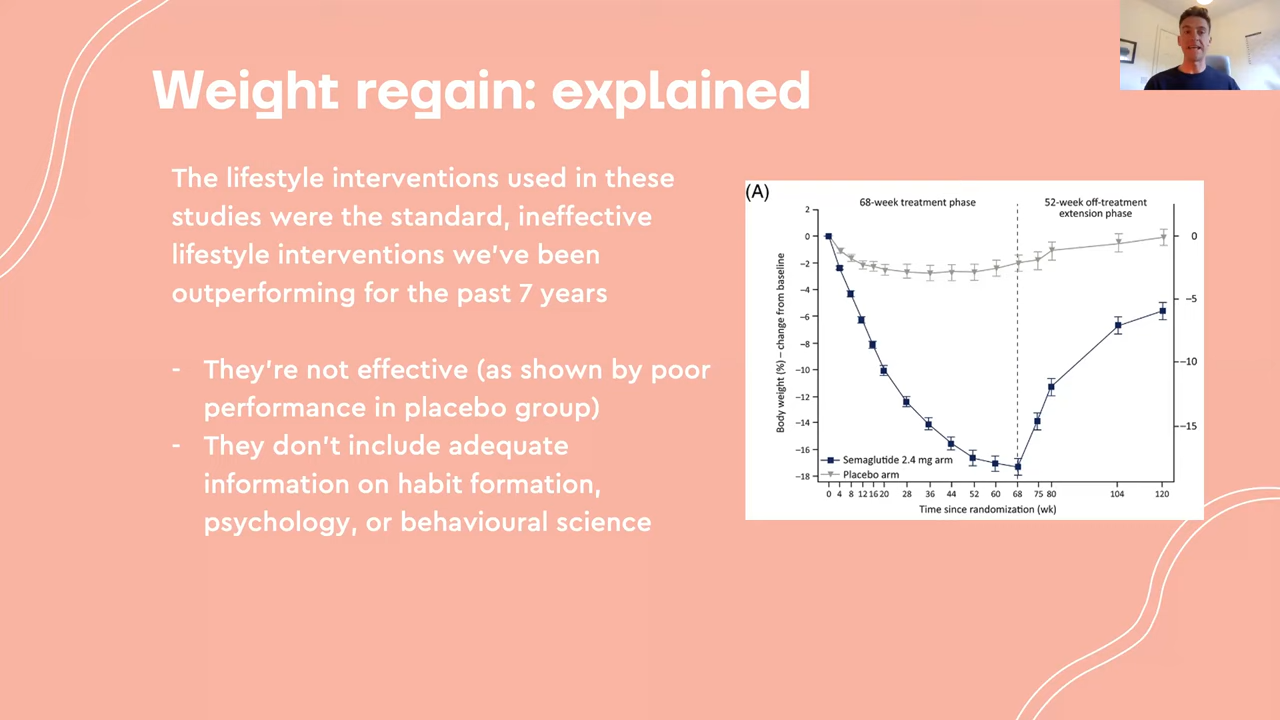 Weight regain: explained
The lifestyle interventions used in these
studies were the standard, ineffective
lifestyle interventions we've been
outperforming for the past 7 years
- They're not effective (as shown by poor
performance in placebo group)
- They don't include adequate
information on habit formation,
psychology, or behavioural science
(A)
68-week treatment phase
52-week off-treatment
extension phase
Body weight (%) – change from baseline
2
0
−2
−4
−6
−8
−10
−12
−14
−16
−18
0
−5
−10
−15
Semaglutide 2.4 mg arm
Placebo arm
0 4 8 12 16 20 28 36 44 52 60 68 75 80 104 120
Time since randomization (wk)